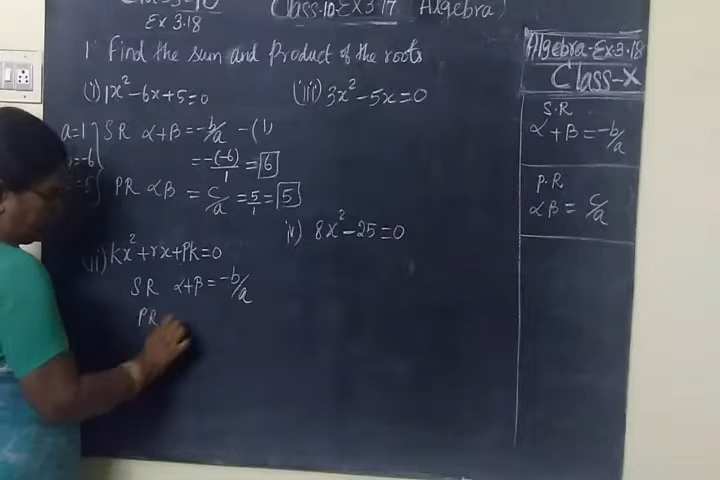 Class-10-EX 3.17 Algebra)
EX 3.18
1 Find the sum and Product of the roots
(i) 1x²-6x+5=0
a=1 SR α+β=-b/a -(1)
=-6 =-(-6)/1 = 6
PR αβ = c/a = 5/1 = 5
(ii) kx²+rx+Pk=0
SR α+β=-b/a
PR
(iii) 3x²-5x=0
iv) 8x²-25=0
Algebra-Ex3.18
Class-X
S.R
α+β=-b/a
P.R
αβ = c/a